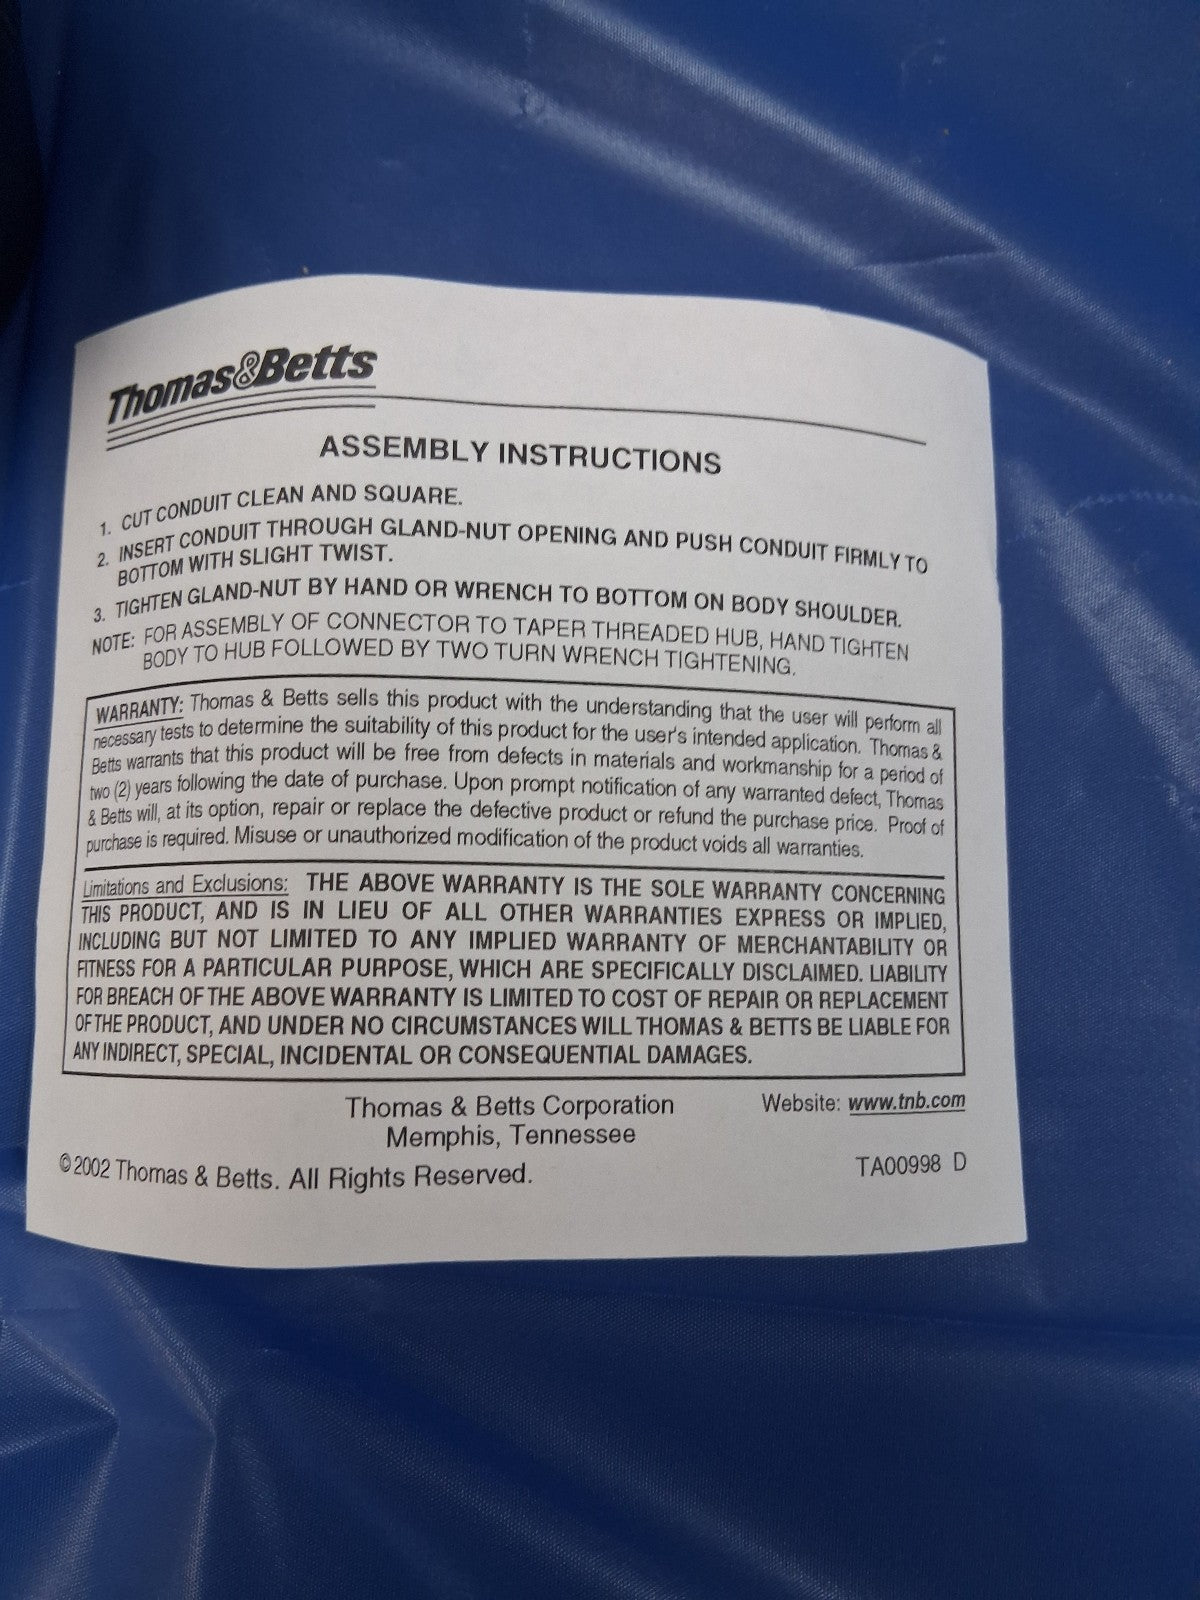 Thomas&Betts
ASSEMBLY INSTRUCTIONS
1. CUT CONDUIT CLEAN AND SQUARE.
2. INSERT CONDUIT THROUGH GLAND-NUT OPENING AND PUSH CONDUIT FIRMLY TO
BOTTOM WITH SLIGHT TWIST.
3. TIGHTEN GLAND-NUT BY HAND OR WRENCH TO BOTTOM ON BODY SHOULDER.
NOTE: FOR ASSEMBLY OF CONNECTOR TO TAPER THREADED HUB, HAND TIGHTEN
BODY TO HUB FOLLOWED BY TWO TURN WRENCH TIGHTENING.
WARRANTY: Thomas & Betts sells this product with the understanding that the user will perform all
necessary tests to determine the suitability of this product for the user's intended application. Thomas &
Betts warrants that this product will be free from defects in materials and workmanship for a period of
two (2) years following the date of purchase. Upon prompt notification of any warranted defect, Thomas
& Betts will, at its option, repair or replace the defective product or refund the purchase price. Proof of
purchase is required. Misuse or unauthorized modification of the product voids all warranties.
Limitations and Exclusions: THE ABOVE WARRANTY IS THE SOLE WARRANTY CONCERNING
THIS PRODUCT, AND IS IN LIEU OF ALL OTHER WARRANTIES EXPRESS OR IMPLIED,
INCLUDING BUT NOT LIMITED TO ANY IMPLIED WARRANTY OF MERCHANTABILITY OR
FITNESS FOR A PARTICULAR PURPOSE, WHICH ARE SPECIFICALLY DISCLAIMED. LIABILITY
FOR BREACH OF THE ABOVE WARRANTY IS LIMITED TO COST OF REPAIR OR REPLACEMENT
OF THE PRODUCT, AND UNDER NO CIRCUMSTANCES WILL THOMAS & BETTS BE LIABLE FOR
ANY INDIRECT, SPECIAL, INCIDENTAL OR CONSEQUENTIAL DAMAGES.
Thomas & Betts Corporation
Memphis, Tennessee
Website: www.tnb.com
©2002 Thomas & Betts. All Rights Reserved.
TA00998 D